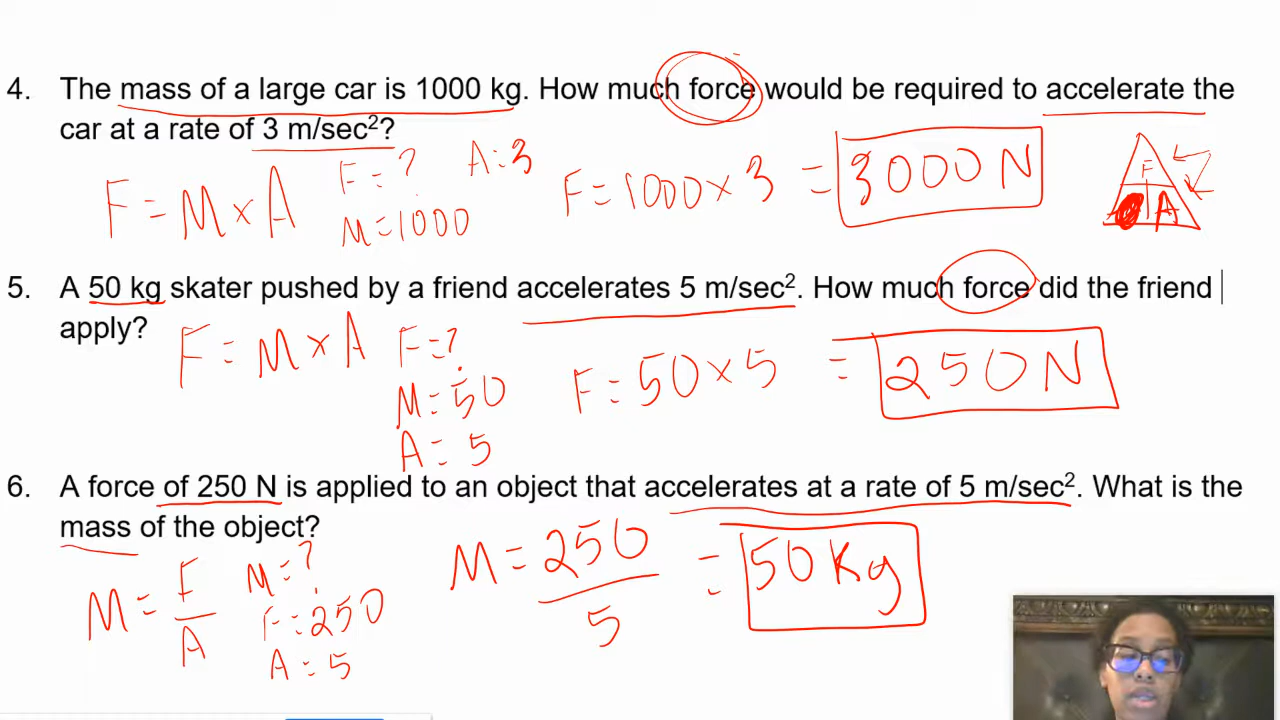 4. The mass of a large car is 1000 kg. How much force would be required to accelerate the
car at a rate of 3 m/sec²?
F = M × A
F = ?
M = 1000
A = 3
F = 1000 × 3 = 3000 N
F
A
5. A 50 kg skater pushed by a friend accelerates 5 m/sec². How much force did the friend
apply?
F = M × A
F = ?
M = 50
A = 5
F = 50 × 5 = 250 N
6. A force of 250 N is applied to an object that accelerates at a rate of 5 m/sec². What is the
mass of the object?
M = F
A
M = ?
F = 250
A = 5
M = 250
5
= 50 Kg